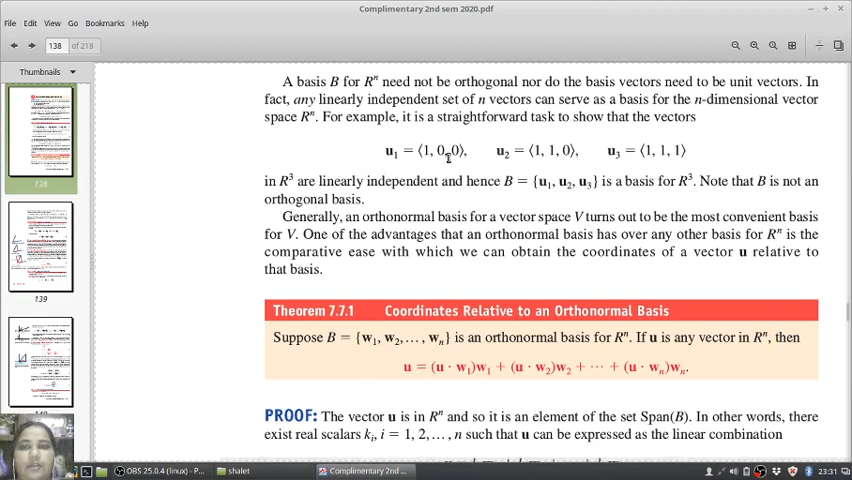 Complimentary 2nd sem 2020.pdf
File Edit View Go Bookmarks Help
138 of 218
Thumbnails
138
139
A basis B for Rⁿ need not be orthogonal nor do the basis vectors need to be unit vectors. In
fact, any linearly independent set of n vectors can serve as a basis for the n-dimensional vector
space Rⁿ. For example, it is a straightforward task to show that the vectors
u₁ = ⟨1, 0, 0⟩, u₂ = ⟨1, 1, 0⟩, u₃ = ⟨1, 1, 1⟩
in R³ are linearly independent and hence B = {u₁, u₂, u₃} is a basis for R³. Note that B is not an
orthogonal basis.
Generally, an orthonormal basis for a vector space V turns out to be the most convenient basis
for V. One of the advantages that an orthonormal basis has over any other basis for Rⁿ is the
comparative ease with which we can obtain the coordinates of a vector u relative to
that basis.
Theorem 7.7.1 Coordinates Relative to an Orthonormal Basis
Suppose B = {w₁, w₂, . . . , wₙ} is an orthonormal basis for Rⁿ. If u is any vector in Rⁿ, then
u = (u · w₁)w₁ + (u · w₂)w₂ + ··· + (u · wₙ)wₙ.
PROOF: The vector u is in Rⁿ and so it is an element of the set Span(B). In other words, there
exist real scalars kᵢ, i = 1, 2, . . . , n such that u can be expressed as the linear combination
OBS 25.0.4 (linux) - P... shalet Complimentary 2nd ... 23:31